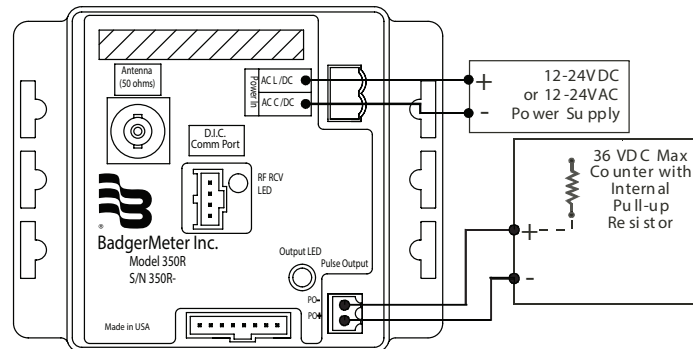 Antenna
(50 ohms)
Power In
AC L /DC
AC C /DC
12-24VDC
or 12-24VAC
Power Supply
+
-
D.I.C.
Comm Port
RF RCV
LED
36 VDC Max
Counter with
Internal
Pull-up
Resistor
+
-
®
BadgerMeter Inc.
Model 350R
S/N 350R-
Output LED
Pulse Output
PO-
PO+
Made in USA